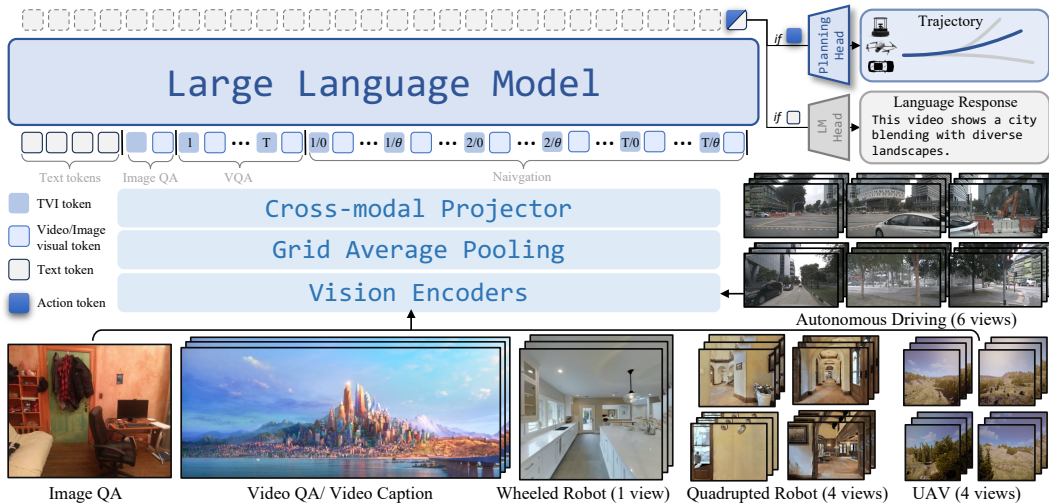 if
Planning
Head
Trajectory
Large Language Model
if
LM
Head
Language Response
This video shows a city
blending with diverse
landscapes.
1 ··· T 1/0 ··· 1/θ 2/0 ··· 2/θ ··· T/0 ··· T/θ
Text tokens
Image QA
VQA
Naivgation
TVI token
Video/Image
visual token
Text token
Action token
Cross-modal Projector
Grid Average Pooling
Vision Encoders
Autonomous Driving (6 views)
Image QA
Video QA/ Video Caption
Wheeled Robot (1 view)
Quadrupted Robot (4 views)
UAV (4 views)